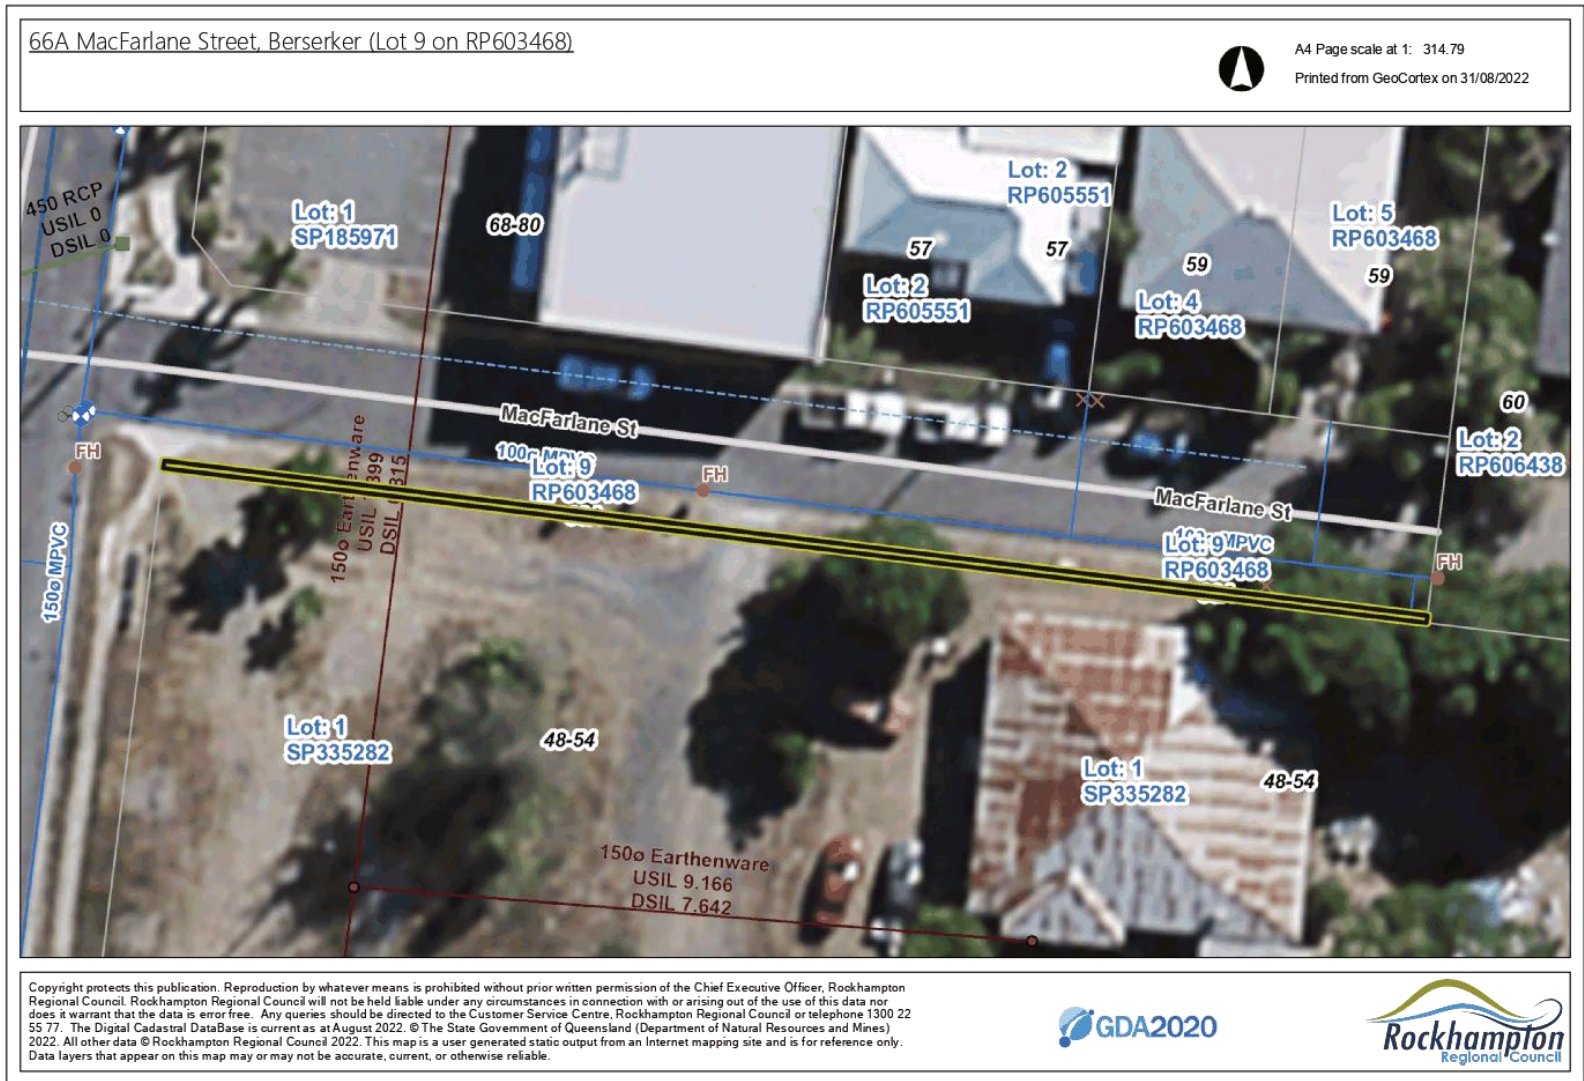 66A MacFarlane Street, Berserker (Lot 9 on RP603468)
A4 Page scale at 1: 314.79
Printed from GeoCortex on 31/08/2022
450 RCP
USIL 0
DSIL 0
Lot: 1
SP185971
68-80
Lot: 2
RP605551
57
57
Lot: 2
RP605551
Lot: 5
RP603468
59
59
Lot: 4
RP603468
60
Lot: 2
RP606438
MacFarlane St
Lot: 9
RP603468
FH
FH
MacFarlane St
MPVC
Lot: 9
RP603468
FH
150ø Earthenware
USIL
DSIL
150ø MPVC
Lot: 1
SP335282
48-54
Lot: 1
SP335282
48-54
150ø Earthenware
USIL 9.166
DSIL 7.642
Copyright protects this publication. Reproduction by whatever means is prohibited without prior written permission of the Chief Executive Officer, Rockhampton
Regional Council. Rockhampton Regional Council will not be held liable under any circumstances in connection with or arising out of the use of this data nor
does it warrant that the data is error free. Any queries should be directed to the Customer Service Centre, Rockhampton Regional Council or telephone 1300 22
55 77. The Digital Cadastral DataBase is current as at August 2022. © The State Government of Queensland (Department of Natural Resources and Mines)
2022. All other data © Rockhampton Regional Council 2022. This map is a user generated static output from an Internet mapping site and is for reference only.
Data layers that appear on this map may or may not be accurate, current, or otherwise reliable.
GDA2020
Rockhampton
Regional Council